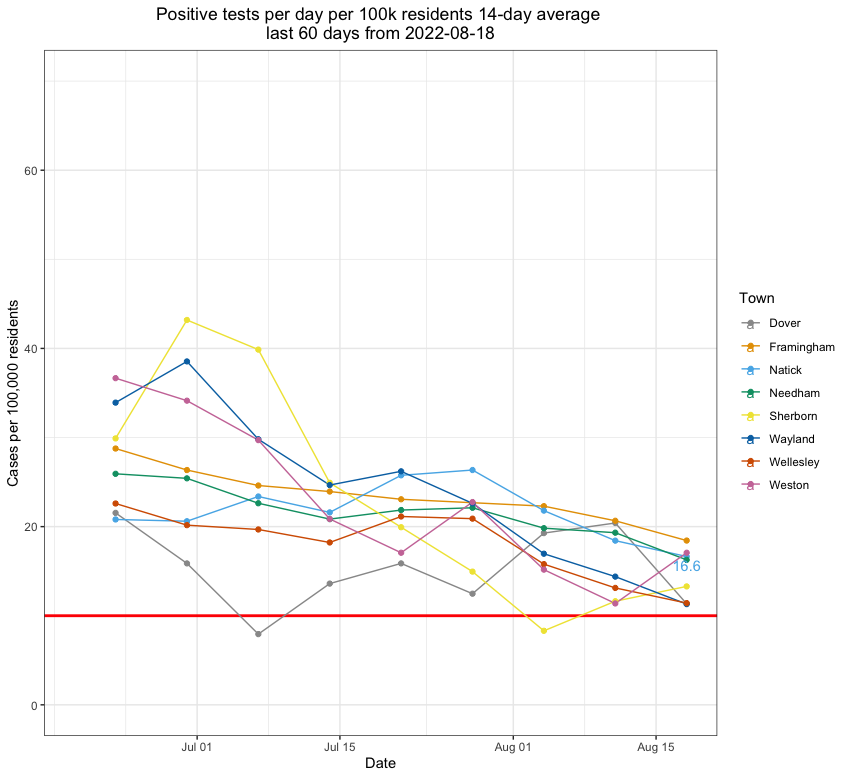 Positive tests per day per 100k residents 14-day average
last 60 days from 2022-08-18
Cases per 100,000 residents
60
40
20
0
16.6
Jul 01
Jul 15
Aug 01
Aug 15
Date
Town
a Dover
a Framingham
a Natick
a Needham
a Sherborn
a Wayland
a Wellesley
a Weston